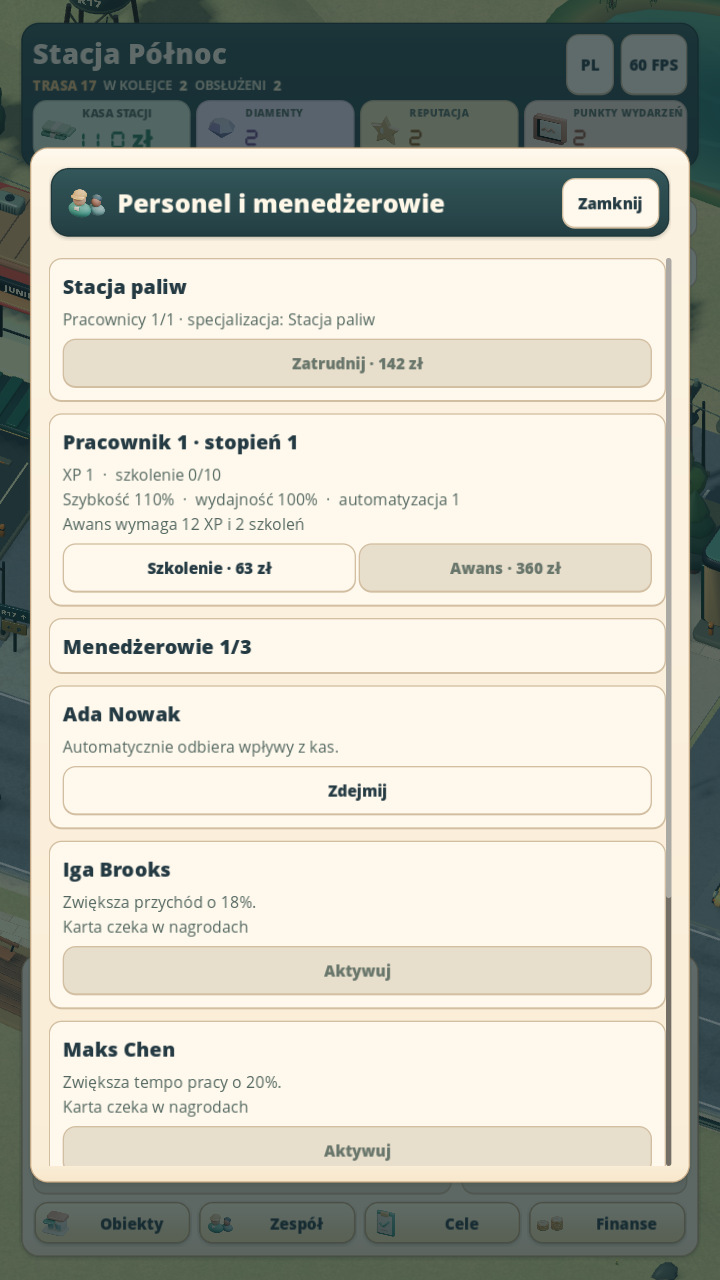 R17
Stacja Północ
TRASA 17 W KOLEJCE 2 OBSŁUŻENI 2
PL
60 FPS
KASA STACJI
110 zł
DIAMENTY
2
REPUTACJA
2
PUNKTY WYDARZEŃ
2
Personel i menedżerowie
Zamknij
Stacja paliw
Pracownicy 1/1 · specjalizacja: Stacja paliw
Zatrudnij · 142 zł
Pracownik 1 · stopień 1
XP 1 · szkolenie 0/10
Szybkość 110% · wydajność 100% · automatyzacja 1
Awans wymaga 12 XP i 2 szkoleń
Szkolenie · 63 zł
Awans · 360 zł
Menedżerowie 1/3
Ada Nowak
Automatycznie odbiera wpływy z kas.
Zdejmij
Iga Brooks
Zwiększa przychód o 18%.
Karta czeka w nagrodach
Aktywuj
Maks Chen
Zwiększa tempo pracy o 20%.
Karta czeka w nagrodach
Aktywuj
Obiekty
Zespół
Cele
Finanse